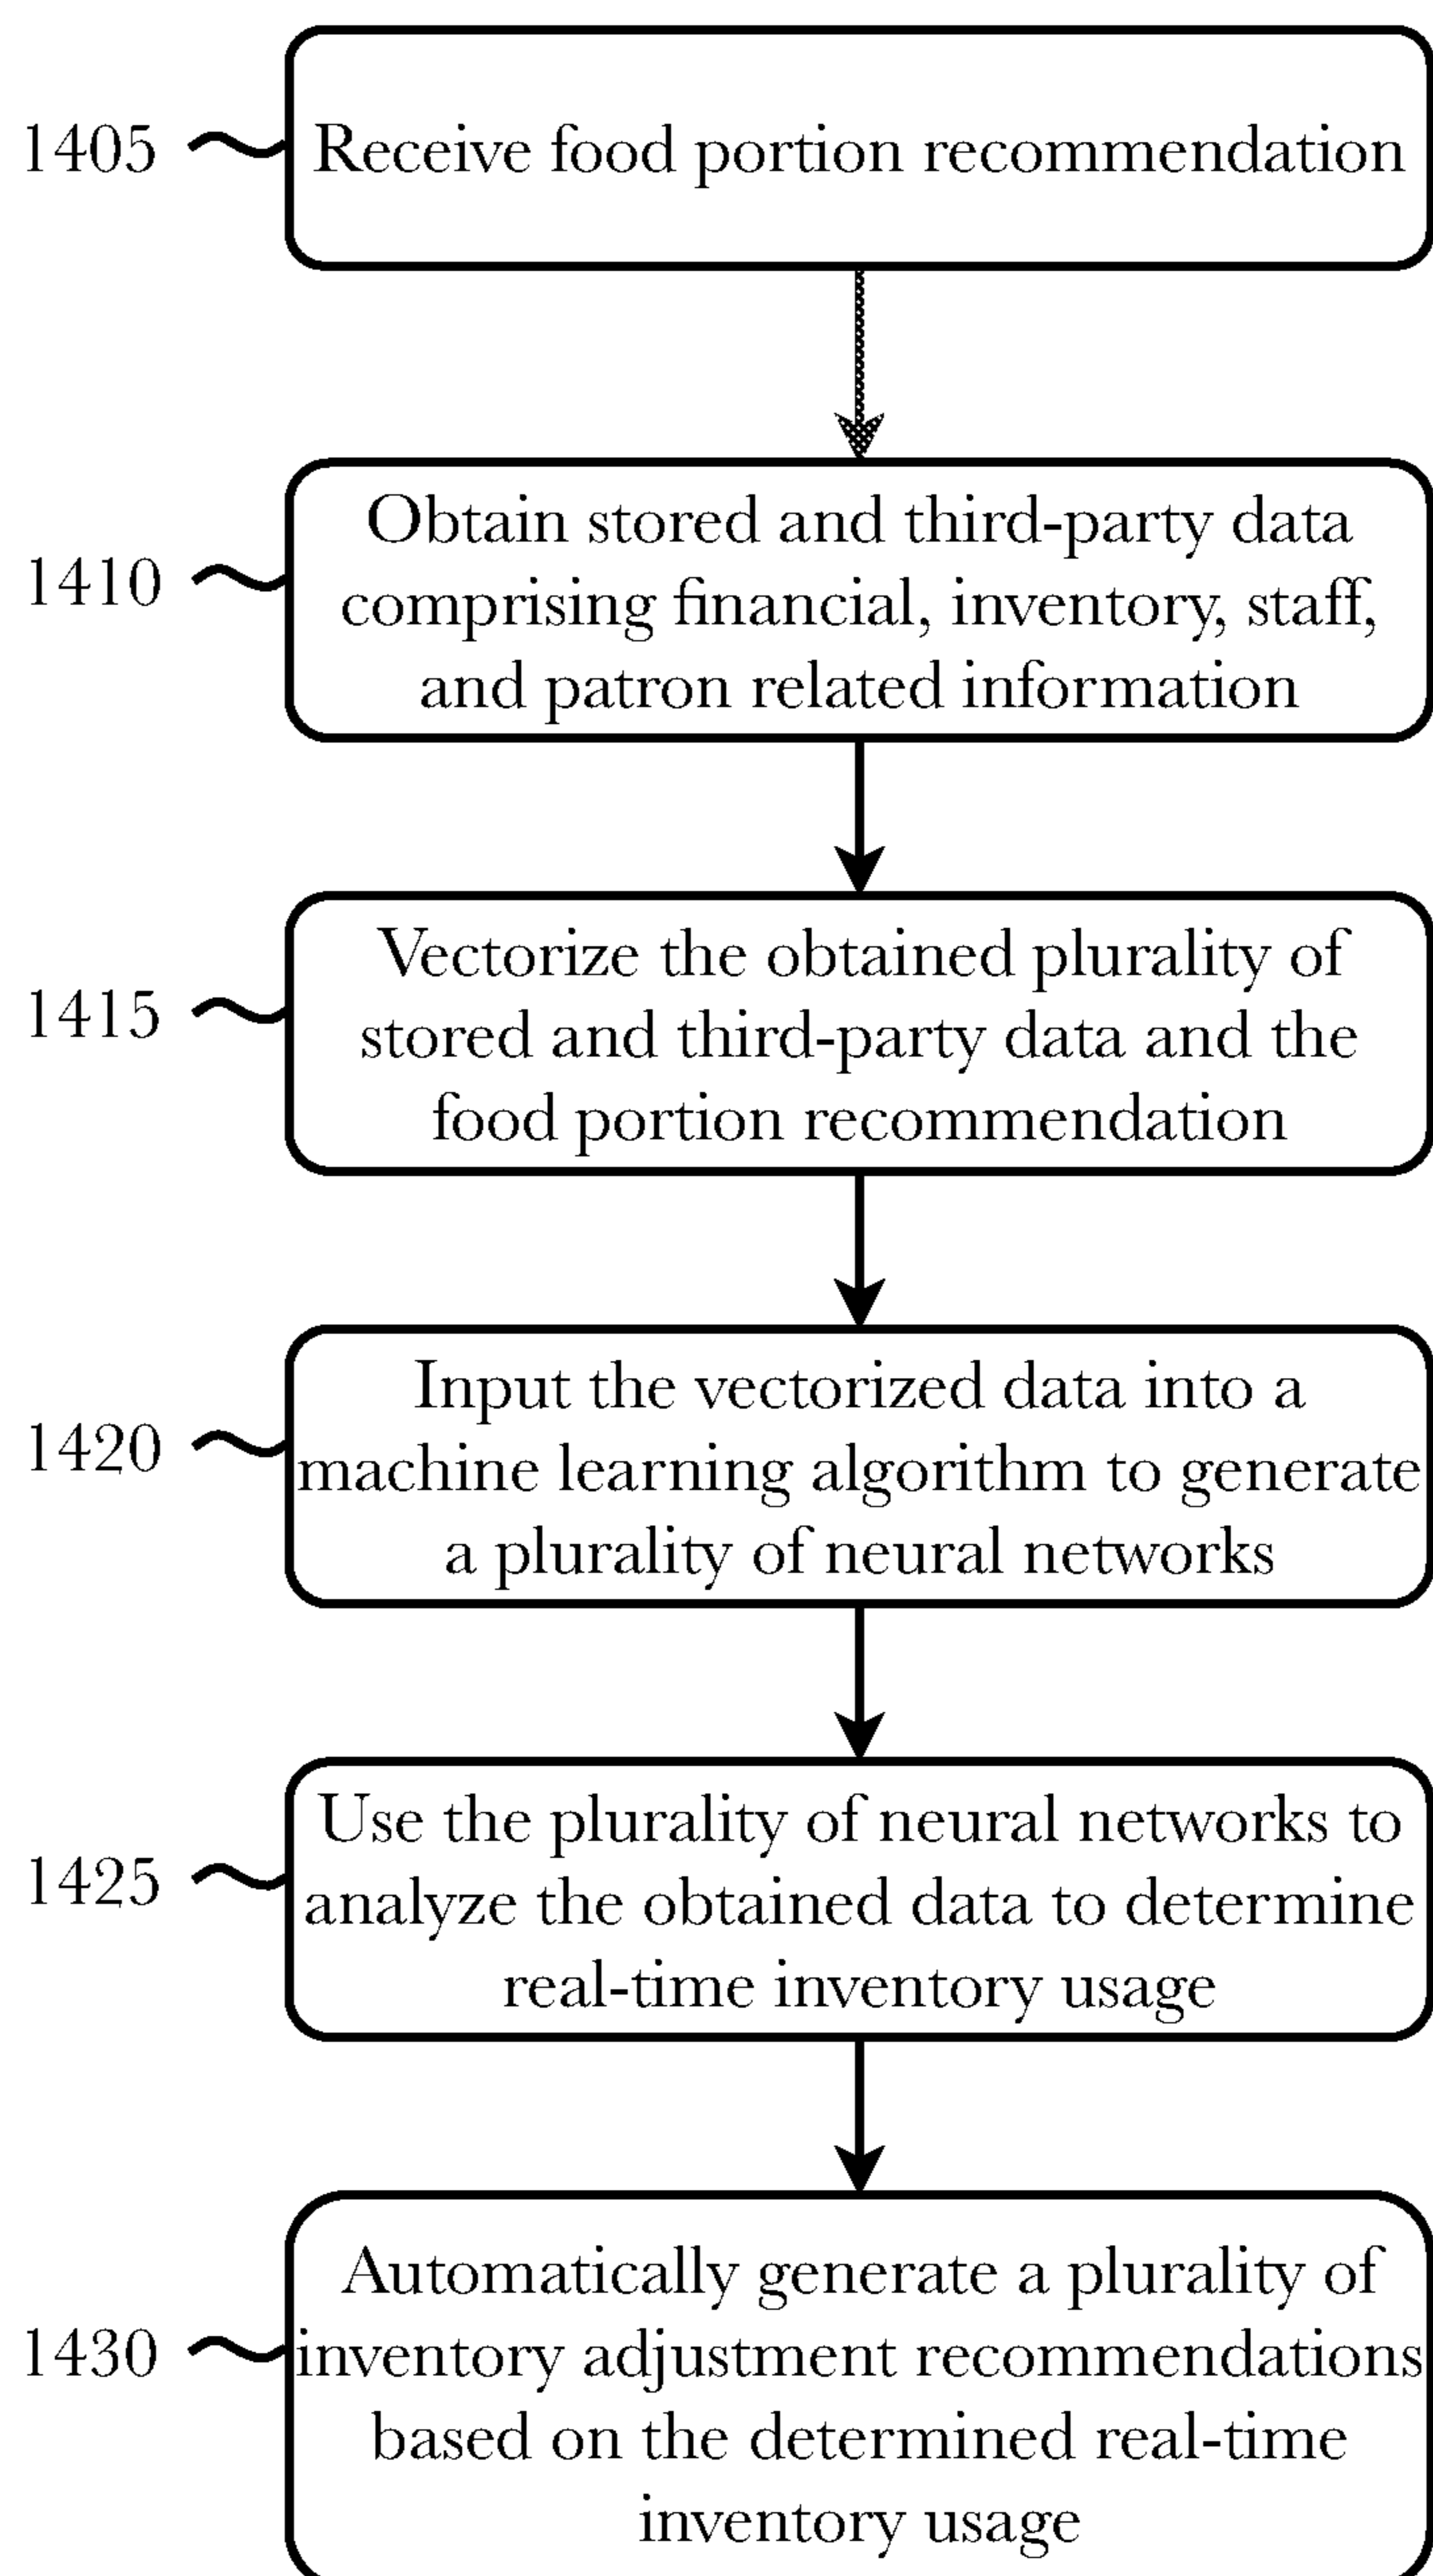 1405
Receive food portion recommendation
1410
Obtain stored and third-party data
comprising financial, inventory, staff,
and patron related information
1415
Vectorize the obtained plurality of
stored and third-party data and the
food portion recommendation
1420
Input the vectorized data into a
machine learning algorithm to generate
a plurality of neural networks
1425
Use the plurality of neural networks to
analyze the obtained data to determine
real-time inventory usage
1430
Automatically generate a plurality of
inventory adjustment recommendations
based on the determined real-time
inventory usage